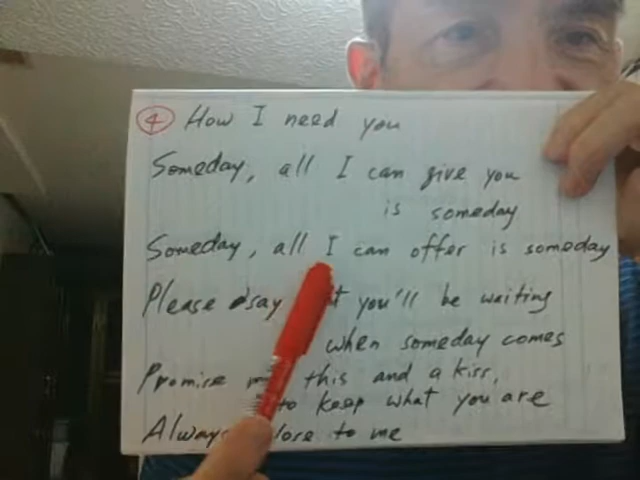 ④ How I need you
Someday, all I can give you
is someday
Someday, all I can offer is someday
Please say you'll be waiting
when someday comes
Promise this and a kiss,
to keep what you are
to me